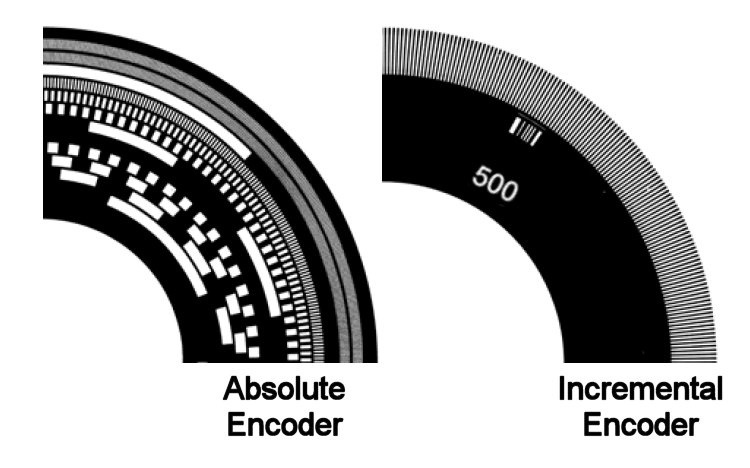 500
Absolute
Encoder
Incremental
Encoder